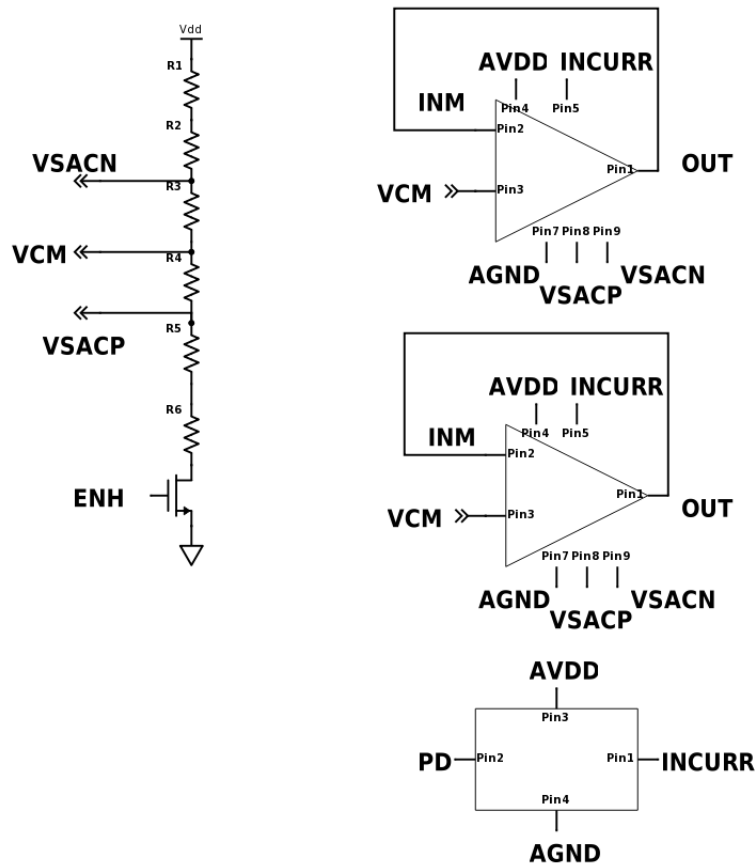 Vdd
R1
R2
VSACN
R3
VCM
R4
VSACP
R5
R6
ENH
AVDD INCURR
INM
Pin4 Pin5
Pin2
Pin1 OUT
VCM Pin3
Pin7 Pin8 Pin9
AGND VSACN
VSACP
AVDD INCURR
INM
Pin4 Pin5
Pin2
Pin1 OUT
VCM Pin3
Pin7 Pin8 Pin9
AGND VSACN
VSACP
AVDD
Pin3
PD Pin2 Pin1 INCURR
Pin4
AGND